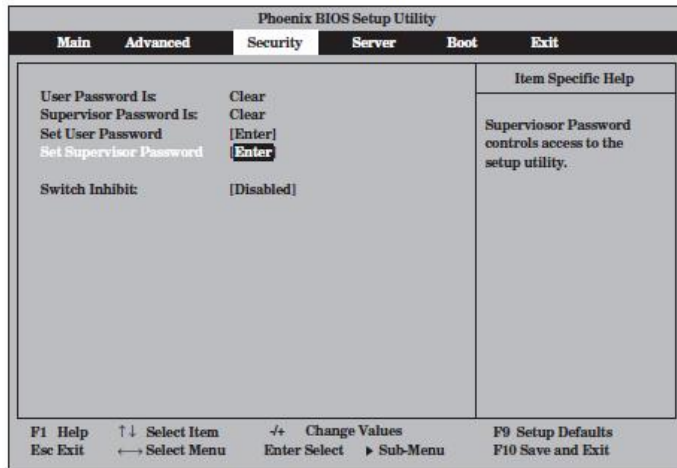 Phoenix BIOS Setup Utility
Main Advanced Security Server Boot Exit
User Password Is: Clear
Supervisor Password Is: Clear
Set User Password [Enter]
Set Supervisor Password [Enter]
Switch Inhibit: [Disabled]
Item Specific Help
Superviosor Password
controls access to the
setup utility.
F1 Help ↑↓ Select Item -/+ Change Values F9 Setup Defaults
Esc Exit ←→ Select Menu Enter Select ▶ Sub-Menu F10 Save and Exit